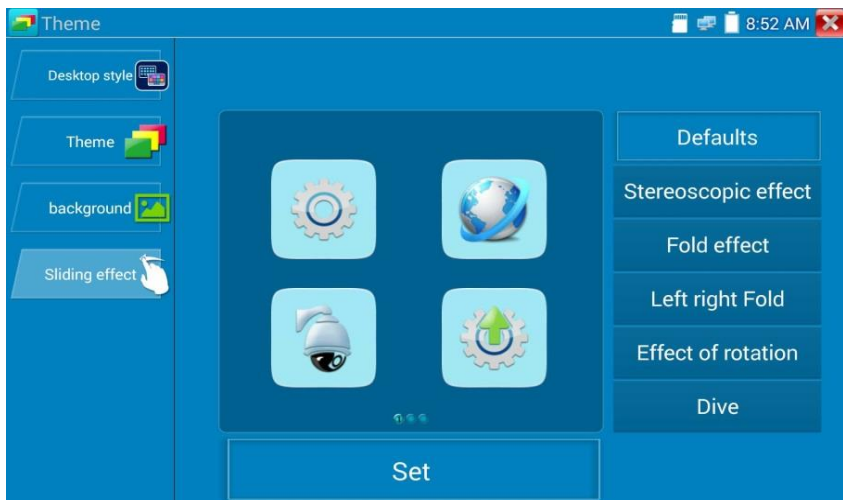 Theme
8:52 AM
Desktop style
Theme
background
Sliding effect
Defaults
Stereoscopic effect
Fold effect
Left right Fold
Effect of rotation
Dive
1
Set